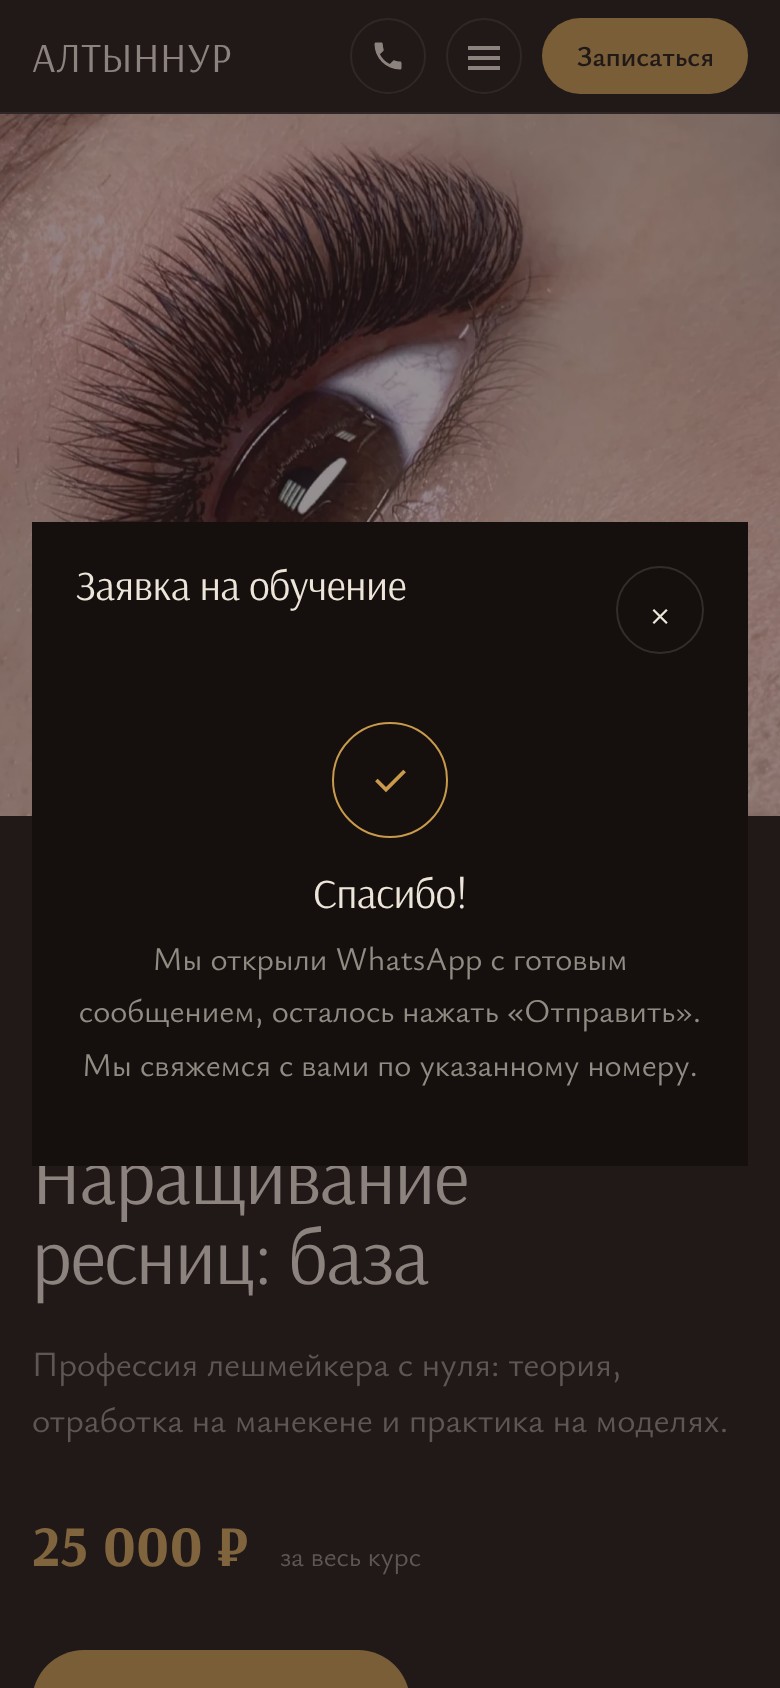 АЛТЫННУР
Записаться
Заявка на обучение
×
Спасибо!
Мы открыли WhatsApp с готовым
сообщением, осталось нажать «Отправить».
Мы свяжемся с вами по указанному номеру.
Наращивание
ресниц: база
Профессия лешмейкера с нуля: теория,
отработка на манекене и практика на моделях.
25 000 ₽ за весь курс